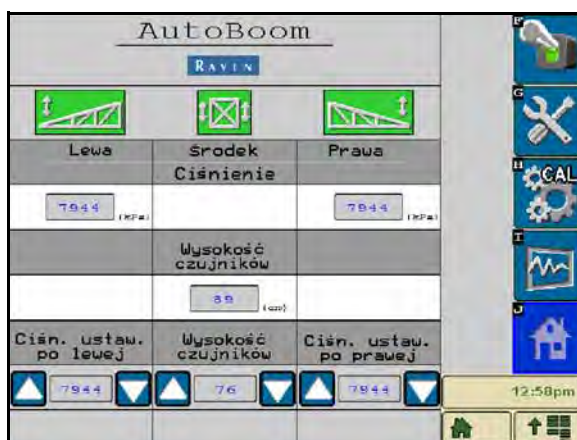 AutoBoom
RAVEN
Lewa Środek Prawa
Ciśnienie
7944 (kPa) 7944 (kPa)
Wysokość
czujników
89 (cm)
Ciśn. ustaw.
po lewej
Wysokość
czujników
Ciśn. ustaw.
po prawej
7944 76 7944
F
G
H
CAL
I
J
12:58pm